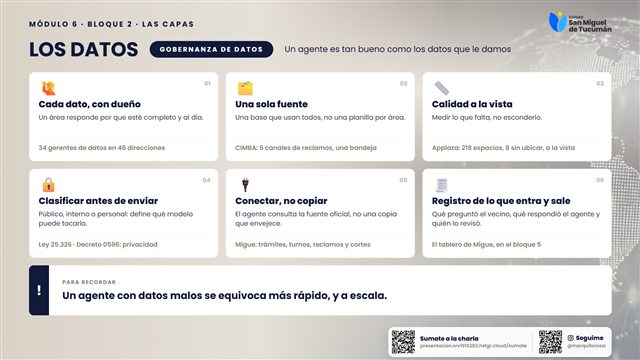 MÓDULO 6 · BLOQUE 2 · LAS CAPAS
CIUDAD
San Miguel
de Tucumán
LOS DATOS
GOBERNANZA DE DATOS
Un agente es tan bueno como los datos que le damos
01
Cada dato, con dueño
Un área responde por que esté completo y al día.
34 gerentes de datos en 46 direcciones
02
Una sola fuente
Una base que usan todos, no una planilla por área.
CIMBA: 6 canales de reclamos, una bandeja
03
Calidad a la vista
Medir lo que falta, no esconderlo.
Applaza: 218 espacios, 8 sin ubicar, a la vista
04
Clasificar antes de enviar
Público, interno o personal: define qué modelo
puede tocarlo.
Ley 25.326 · Decreto 0596: privacidad
05
Conectar, no copiar
El agente consulta la fuente oficial, no una copia
que envejece.
Migue: trámites, turnos, reclamos y cortes
06
Registro de lo que entra y sale
Qué preguntó el vecino, qué respondió el agente y
quién lo revisó.
El tablero de Migue, en el bloque 5
!
PARA RECORDAR
Un agente con datos malos se equivoca más rápido, y a escala.
Sumate a la charla
presentacion.srv1915283.hstgr.cloud/sumate
Seguime
@marquitorossi